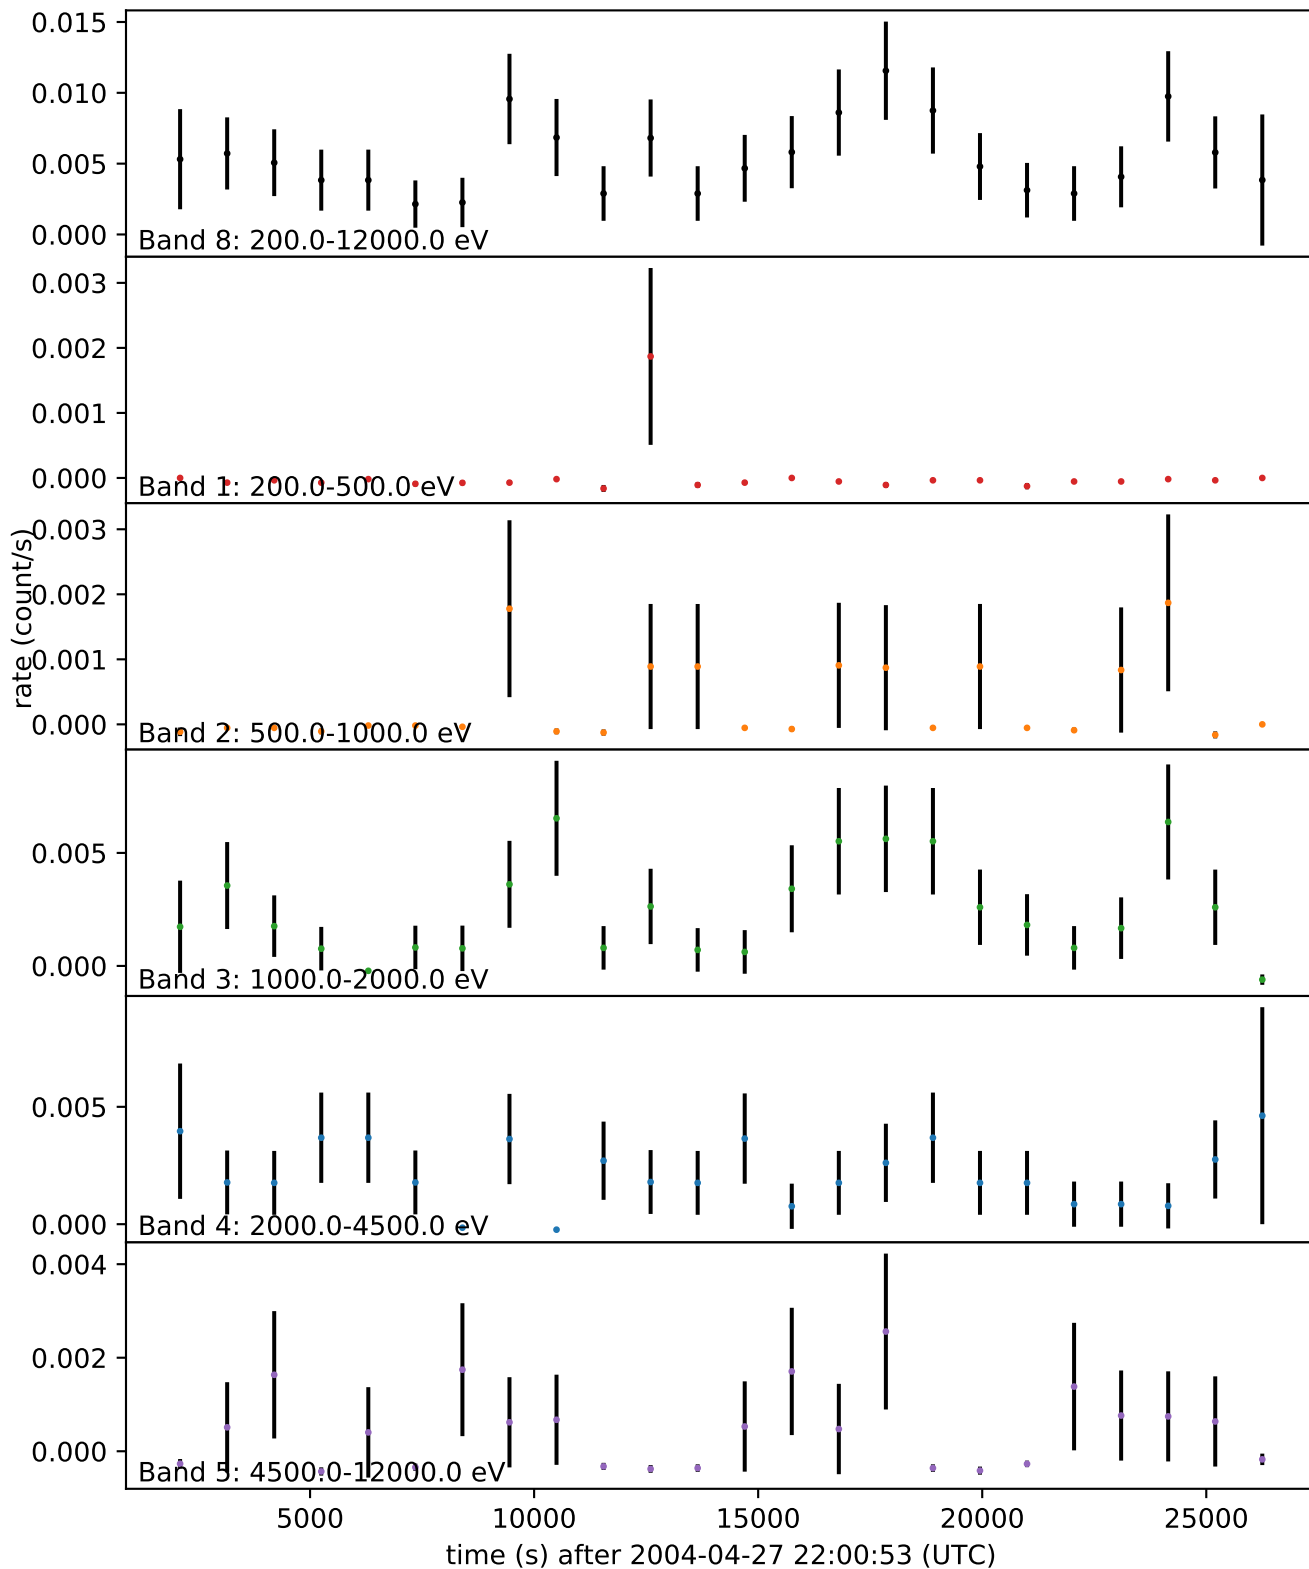 0.015
0.010
0.005
0.000
Band 8: 200.0-12000.0 eV
0.003
0.002
0.001
0.000
Band 1: 200.0-500.0 eV
rate (count/s)
0.003
0.002
0.001
0.000
Band 2: 500.0-1000.0 eV
0.005
0.000
Band 3: 1000.0-2000.0 eV
0.005
0.000
Band 4: 2000.0-4500.0 eV
0.004
0.002
0.000
Band 5: 4500.0-12000.0 eV
5000 10000 15000 20000 25000
time (s) after 2004-04-27 22:00:53 (UTC)